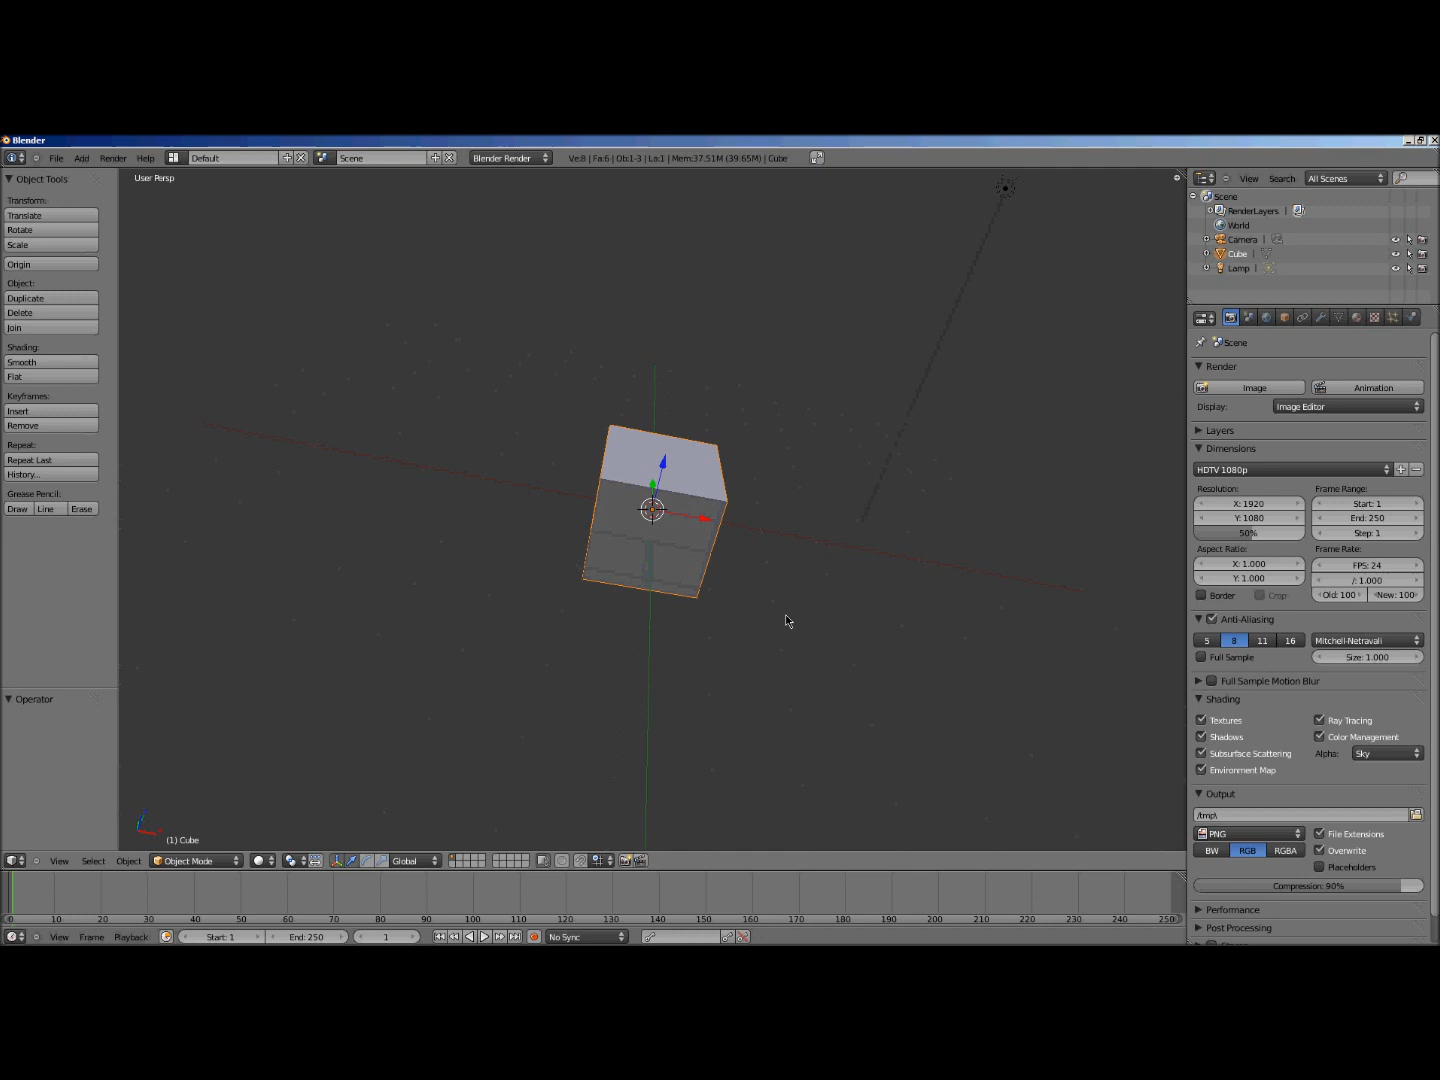 Blender
File Add Render Help Default Scene Blender Render Ve:8 | Fa:6 | Ob:1-3 | La:1 | Mem:37.51M (39.65M) | Cube
Object Tools
Transform:
Translate
Rotate
Scale
Origin
Object:
Duplicate
Delete
Join
Shading:
Smooth
Flat
Keyframes:
Insert
Remove
Repeat:
Repeat Last
History...
Grease Pencil:
Draw Line Erase
Operator
User Persp
(1) Cube
View Select Object Object Mode Global
0 10 20 30 40 50 60 70 80 90 100 110 120 130 140 150 160 170 180 190 200 210 220 230 240 250
View Frame Playback Start: 1 End: 250 1 No Sync
View Search All Scenes
Scene
RenderLayers |
World
Camera |
Cube |
Lamp |
Scene
Render
Image Animation
Display: Image Editor
Layers
Dimensions
HDTV 1080p
Resolution: Frame Range:
X: 1920 Start: 1
Y: 1080 End: 250
50% Step: 1
Aspect Ratio: Frame Rate:
X: 1.000 FPS: 24
Y: 1.000 /: 1.000
Border Crop Old: 100 New: 100
Anti-Aliasing
5 8 11 16 Mitchell-Netravali
Full Sample Size: 1.000
Full Sample Motion Blur
Shading
Textures Ray Tracing
Shadows Color Management
Subsurface Scattering Alpha: Sky
Environment Map
Output
/tmp\
PNG File Extensions
BW RGB RGBA Overwrite
Placeholders
Compression: 90%
Performance
Post Processing